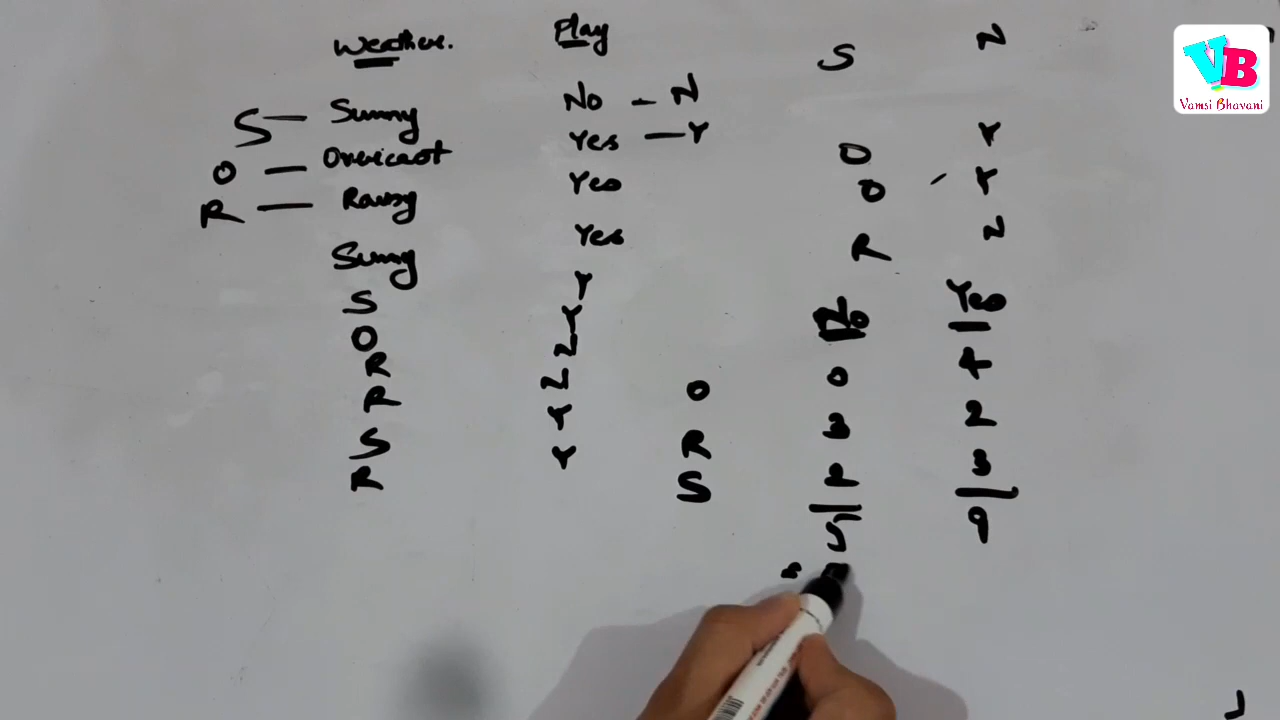 Weather. Play
S — Sunny No - N
O — Overcast Yes — Y
R — Rainy Yes
Sunny Yes
S Y
O Y
R N
R N
S Y
R Y
S N
O Y
O Y
R N
No Yes
O 0 4
R 3 2
S 2 3
5 9
VB
Vamsi Bhavani